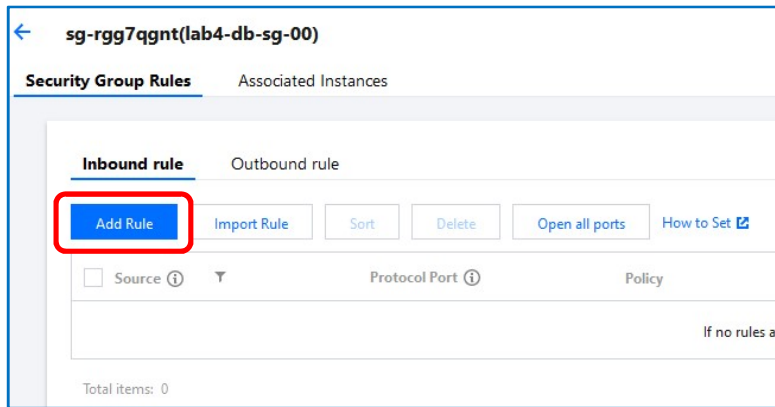 sg-rgg7qgnt(lab4-db-sg-00)
Security Group Rules Associated Instances
Inbound rule Outbound rule
Add Rule Import Rule Sort Delete Open all ports How to Set
Source Protocol Port Policy
If no rules a
Total items: 0